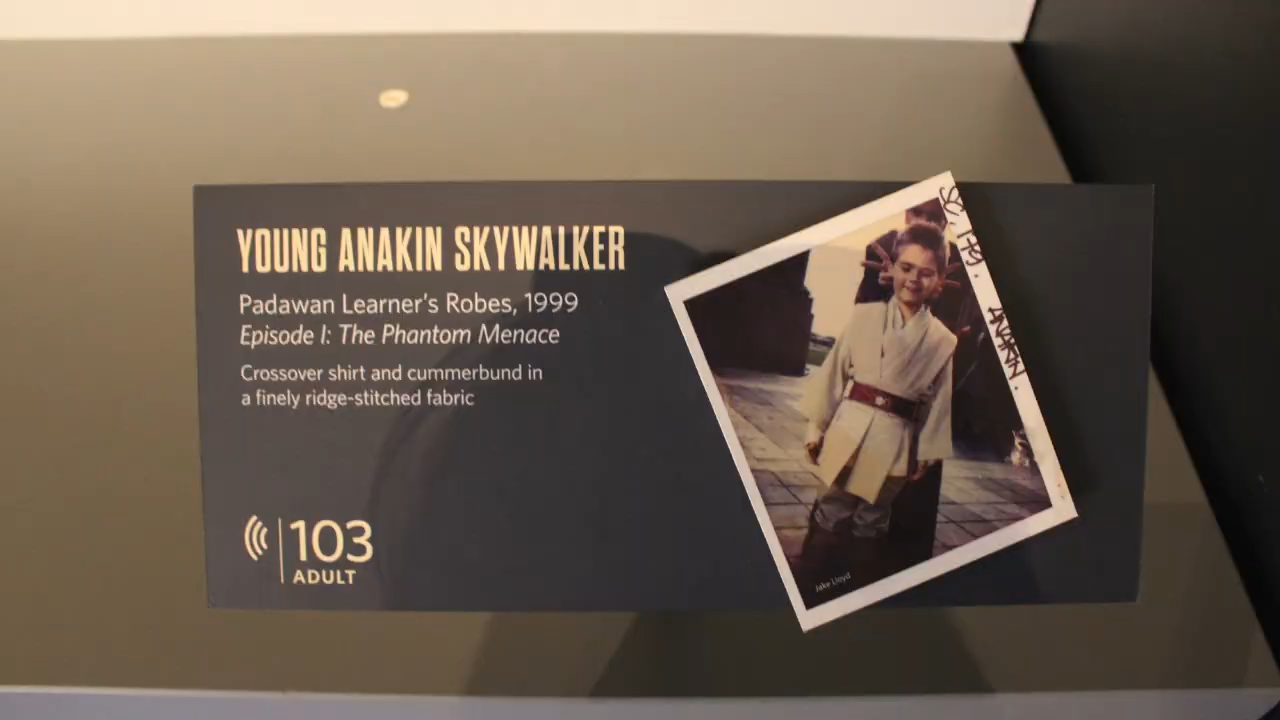 YOUNG ANAKIN SKYWALKER
Padawan Learner's Robes, 1999
Episode I: The Phantom Menace
Crossover shirt and cummerbund in
a finely ridge-stitched fabric
103
ADULT
ANAKIN.
Jake Lloyd